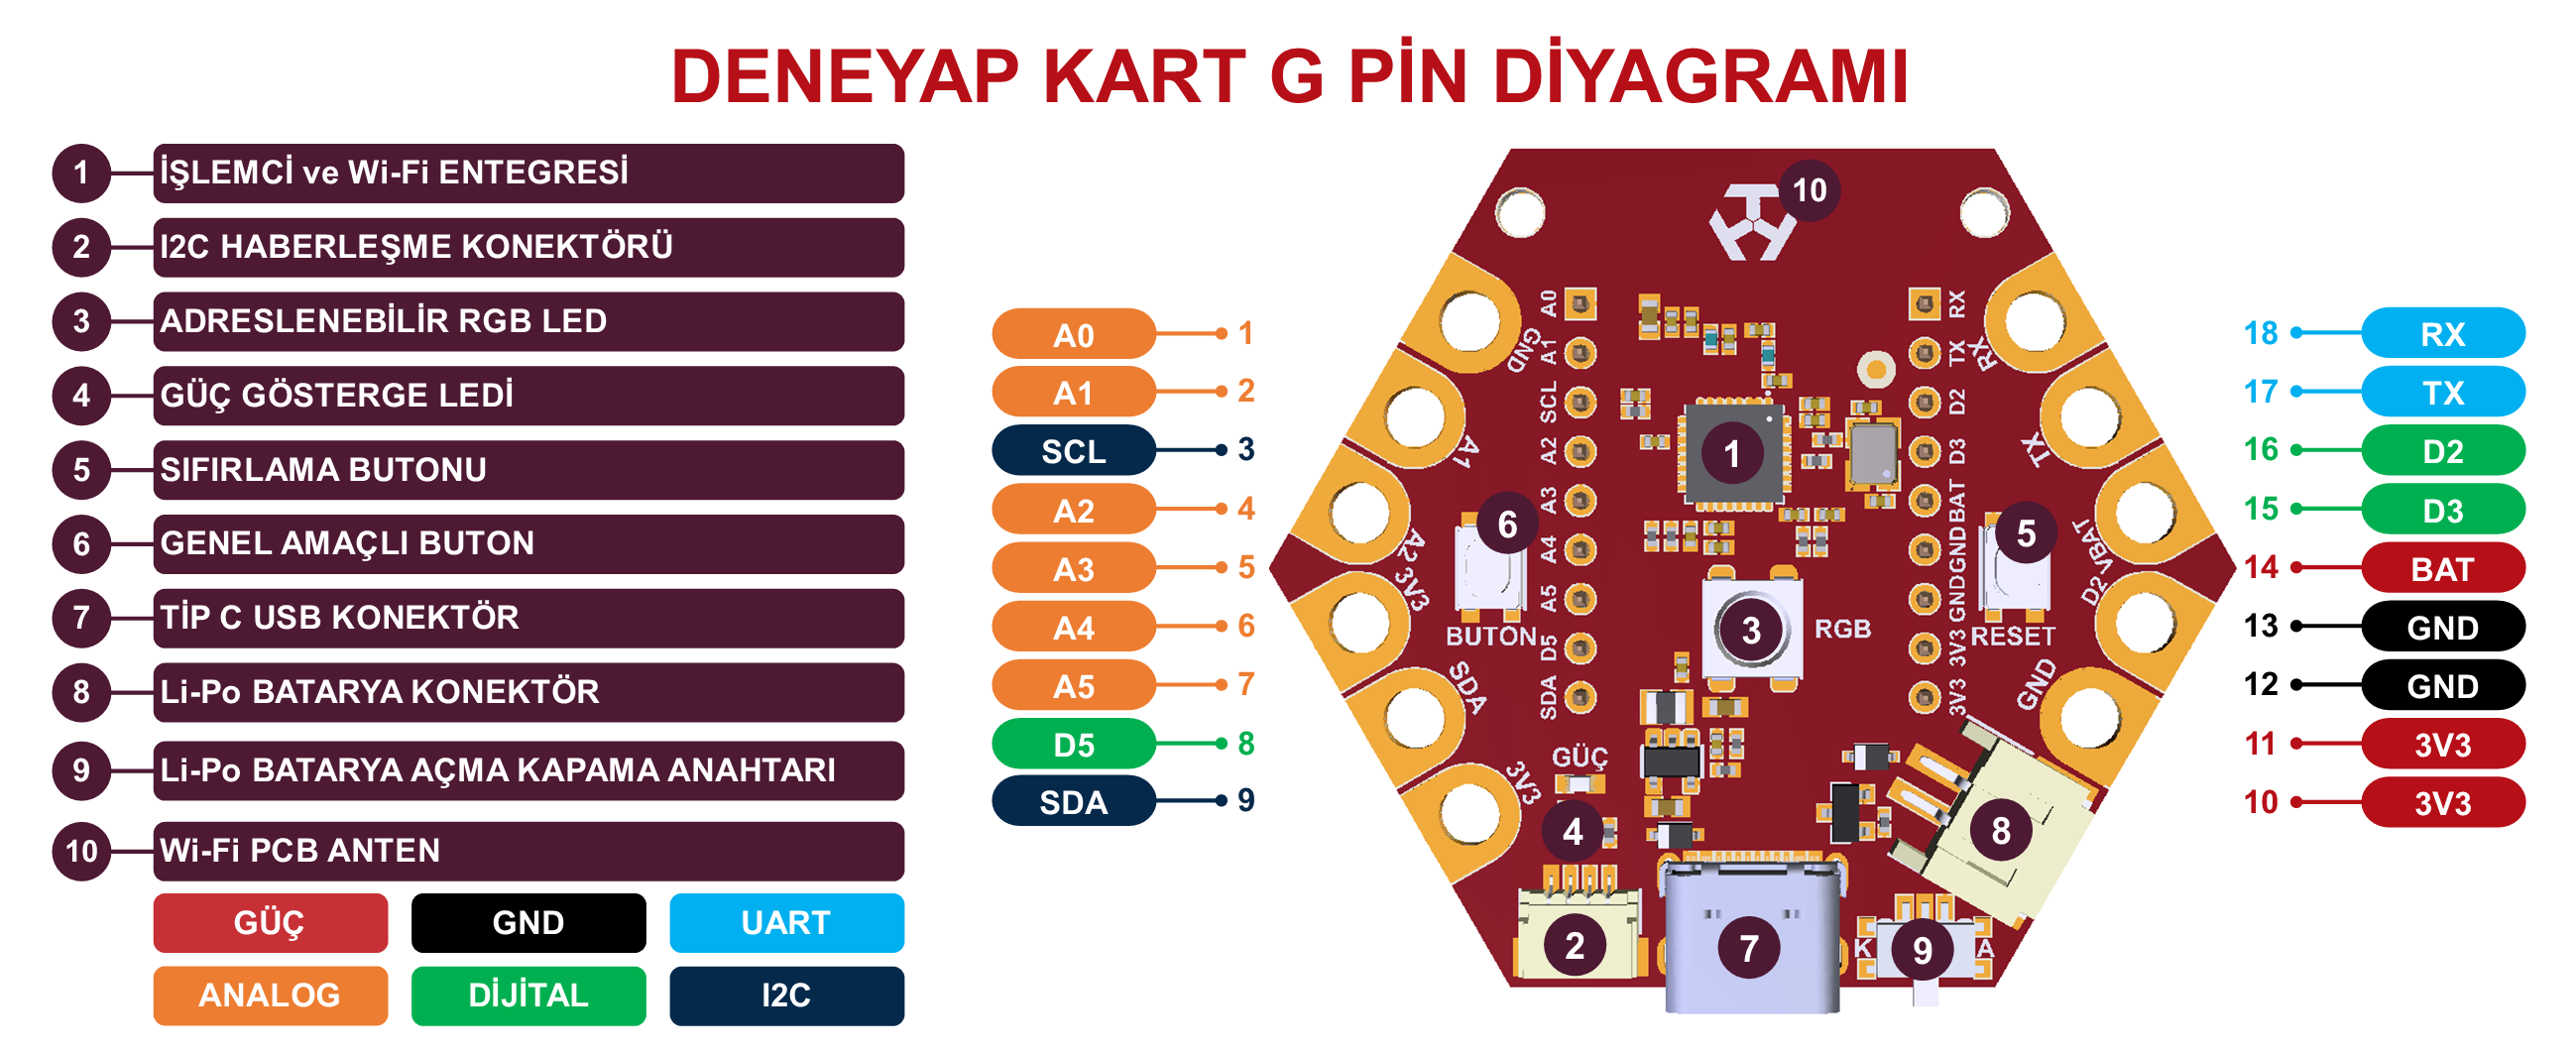 DENEYAP KART G PİN DİYAGRAMI
1 İŞLEMCİ ve Wi-Fi ENTEGRESİ
2 I2C HABERLEŞME KONEKTÖRÜ
3 ADRESLENEBİLİR RGB LED
4 GÜÇ GÖSTERGE LEDİ
5 SIFIRLAMA BUTONU
6 GENEL AMAÇLI BUTON
7 TİP C USB KONEKTÖR
8 Li-Po BATARYA KONEKTÖR
9 Li-Po BATARYA AÇMA KAPAMA ANAHTARI
10 Wi-Fi PCB ANTEN
GÜÇ GND UART
ANALOG DİJİTAL I2C
A0 1
A1 2
SCL 3
A2 4
A3 5
A4 6
A5 7
D5 8
SDA 9
10
A0
A1
SCL
A2
A3
A4
A5
D5
SDA
RX
TX
D2
D3
BAT
GND
GND
3V3
3V3
GND
A1
A2
3V3
SDA
3V3
RX
TX
VBAT
D2
GND
1
6
BUTON
5
RESET
3
RGB
GÜÇ
4
8
2
7
K
9
A
18 RX
17 TX
16 D2
15 D3
14 BAT
13 GND
12 GND
11 3V3
10 3V3